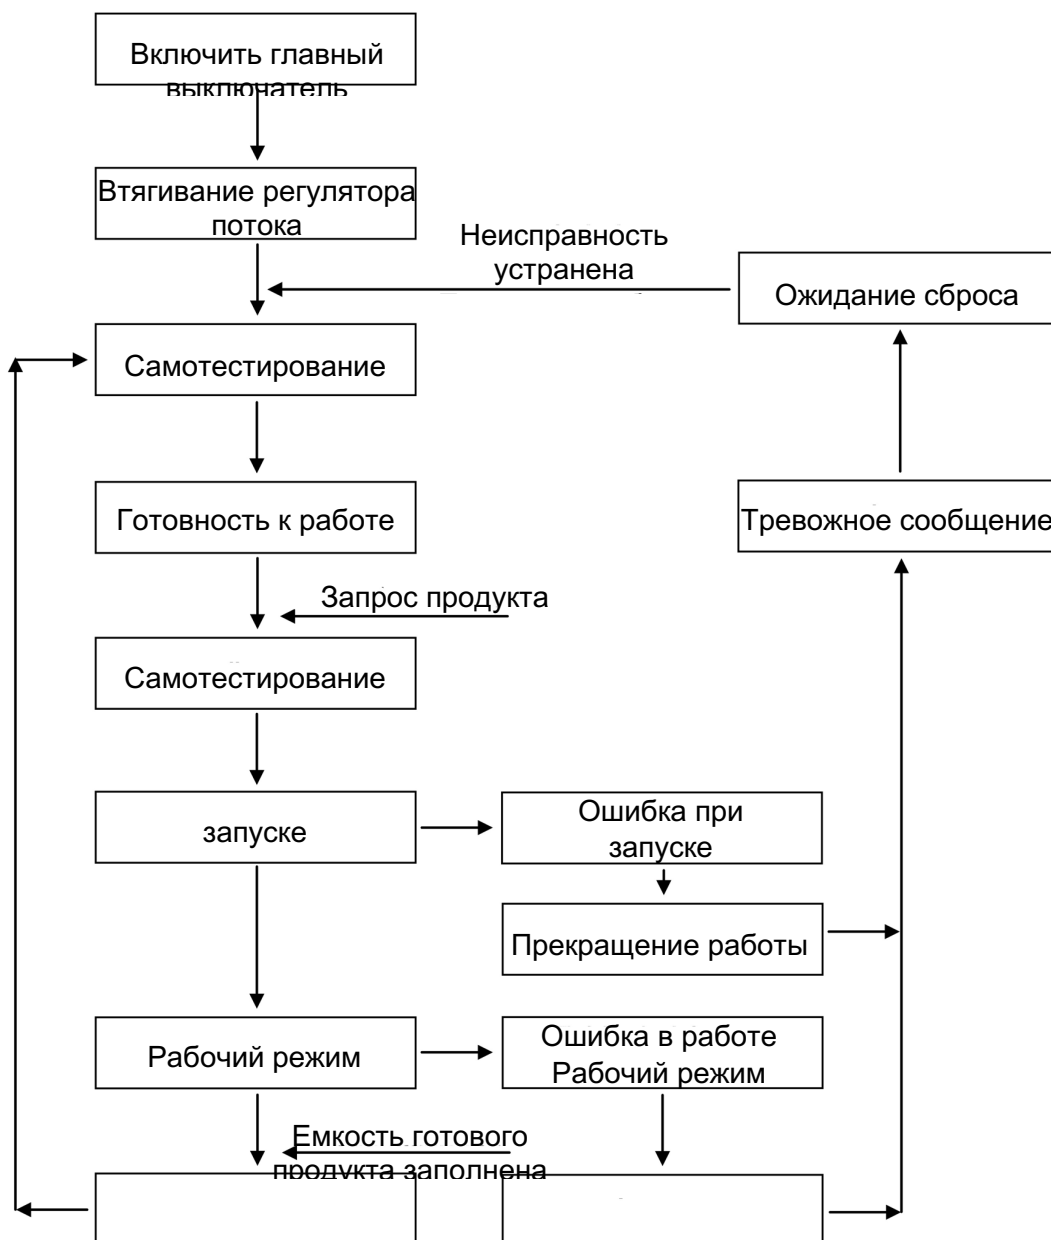 Включить главный
выключатель
Втягивание регулятора
потока
Неисправность
устранена
Ожидание сброса
Самотестирование
Готовность к работе
Тревожное сообщение
Запрос продукта
Самотестирование
запуске
Ошибка при
запуске
Прекращение работы
Рабочий режим
Ошибка в работе
Рабочий режим
Емкость готового
продукта заполнена